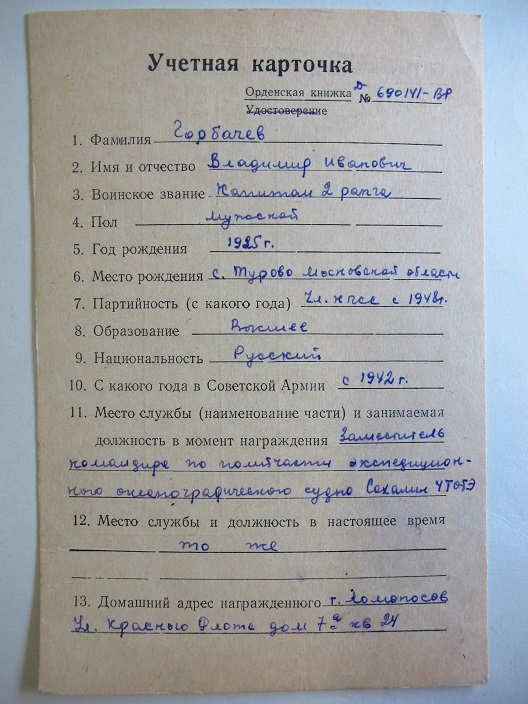 Учетная карточка
Орденская книжка Д № 690141-ВР
Удостоверение
1. Фамилия Горбачев
2. Имя и отчество Владимир Иванович
3. Воинское звание Капитан 2 ранга
4. Пол мужской
5. Год рождения 1925 г.
6. Место рождения с. Турово Московской области
7. Партийность (с какого года) Чл. кпсс с 1948 г.
8. Образование Высшее
9. Национальность Русский
10. С какого года в Советской Армии с 1942 г.
11. Место службы (наименование части) и занимаемая
должность в момент награждения Заместитель
командира по политчасти экспедицион-
ного океанографического судна Сахалин
12. Место службы и должность в настоящее время
то же
13. Домашний адрес награжденного г. Ломоносов
Ул. Красного Флота дом 7а кв 24